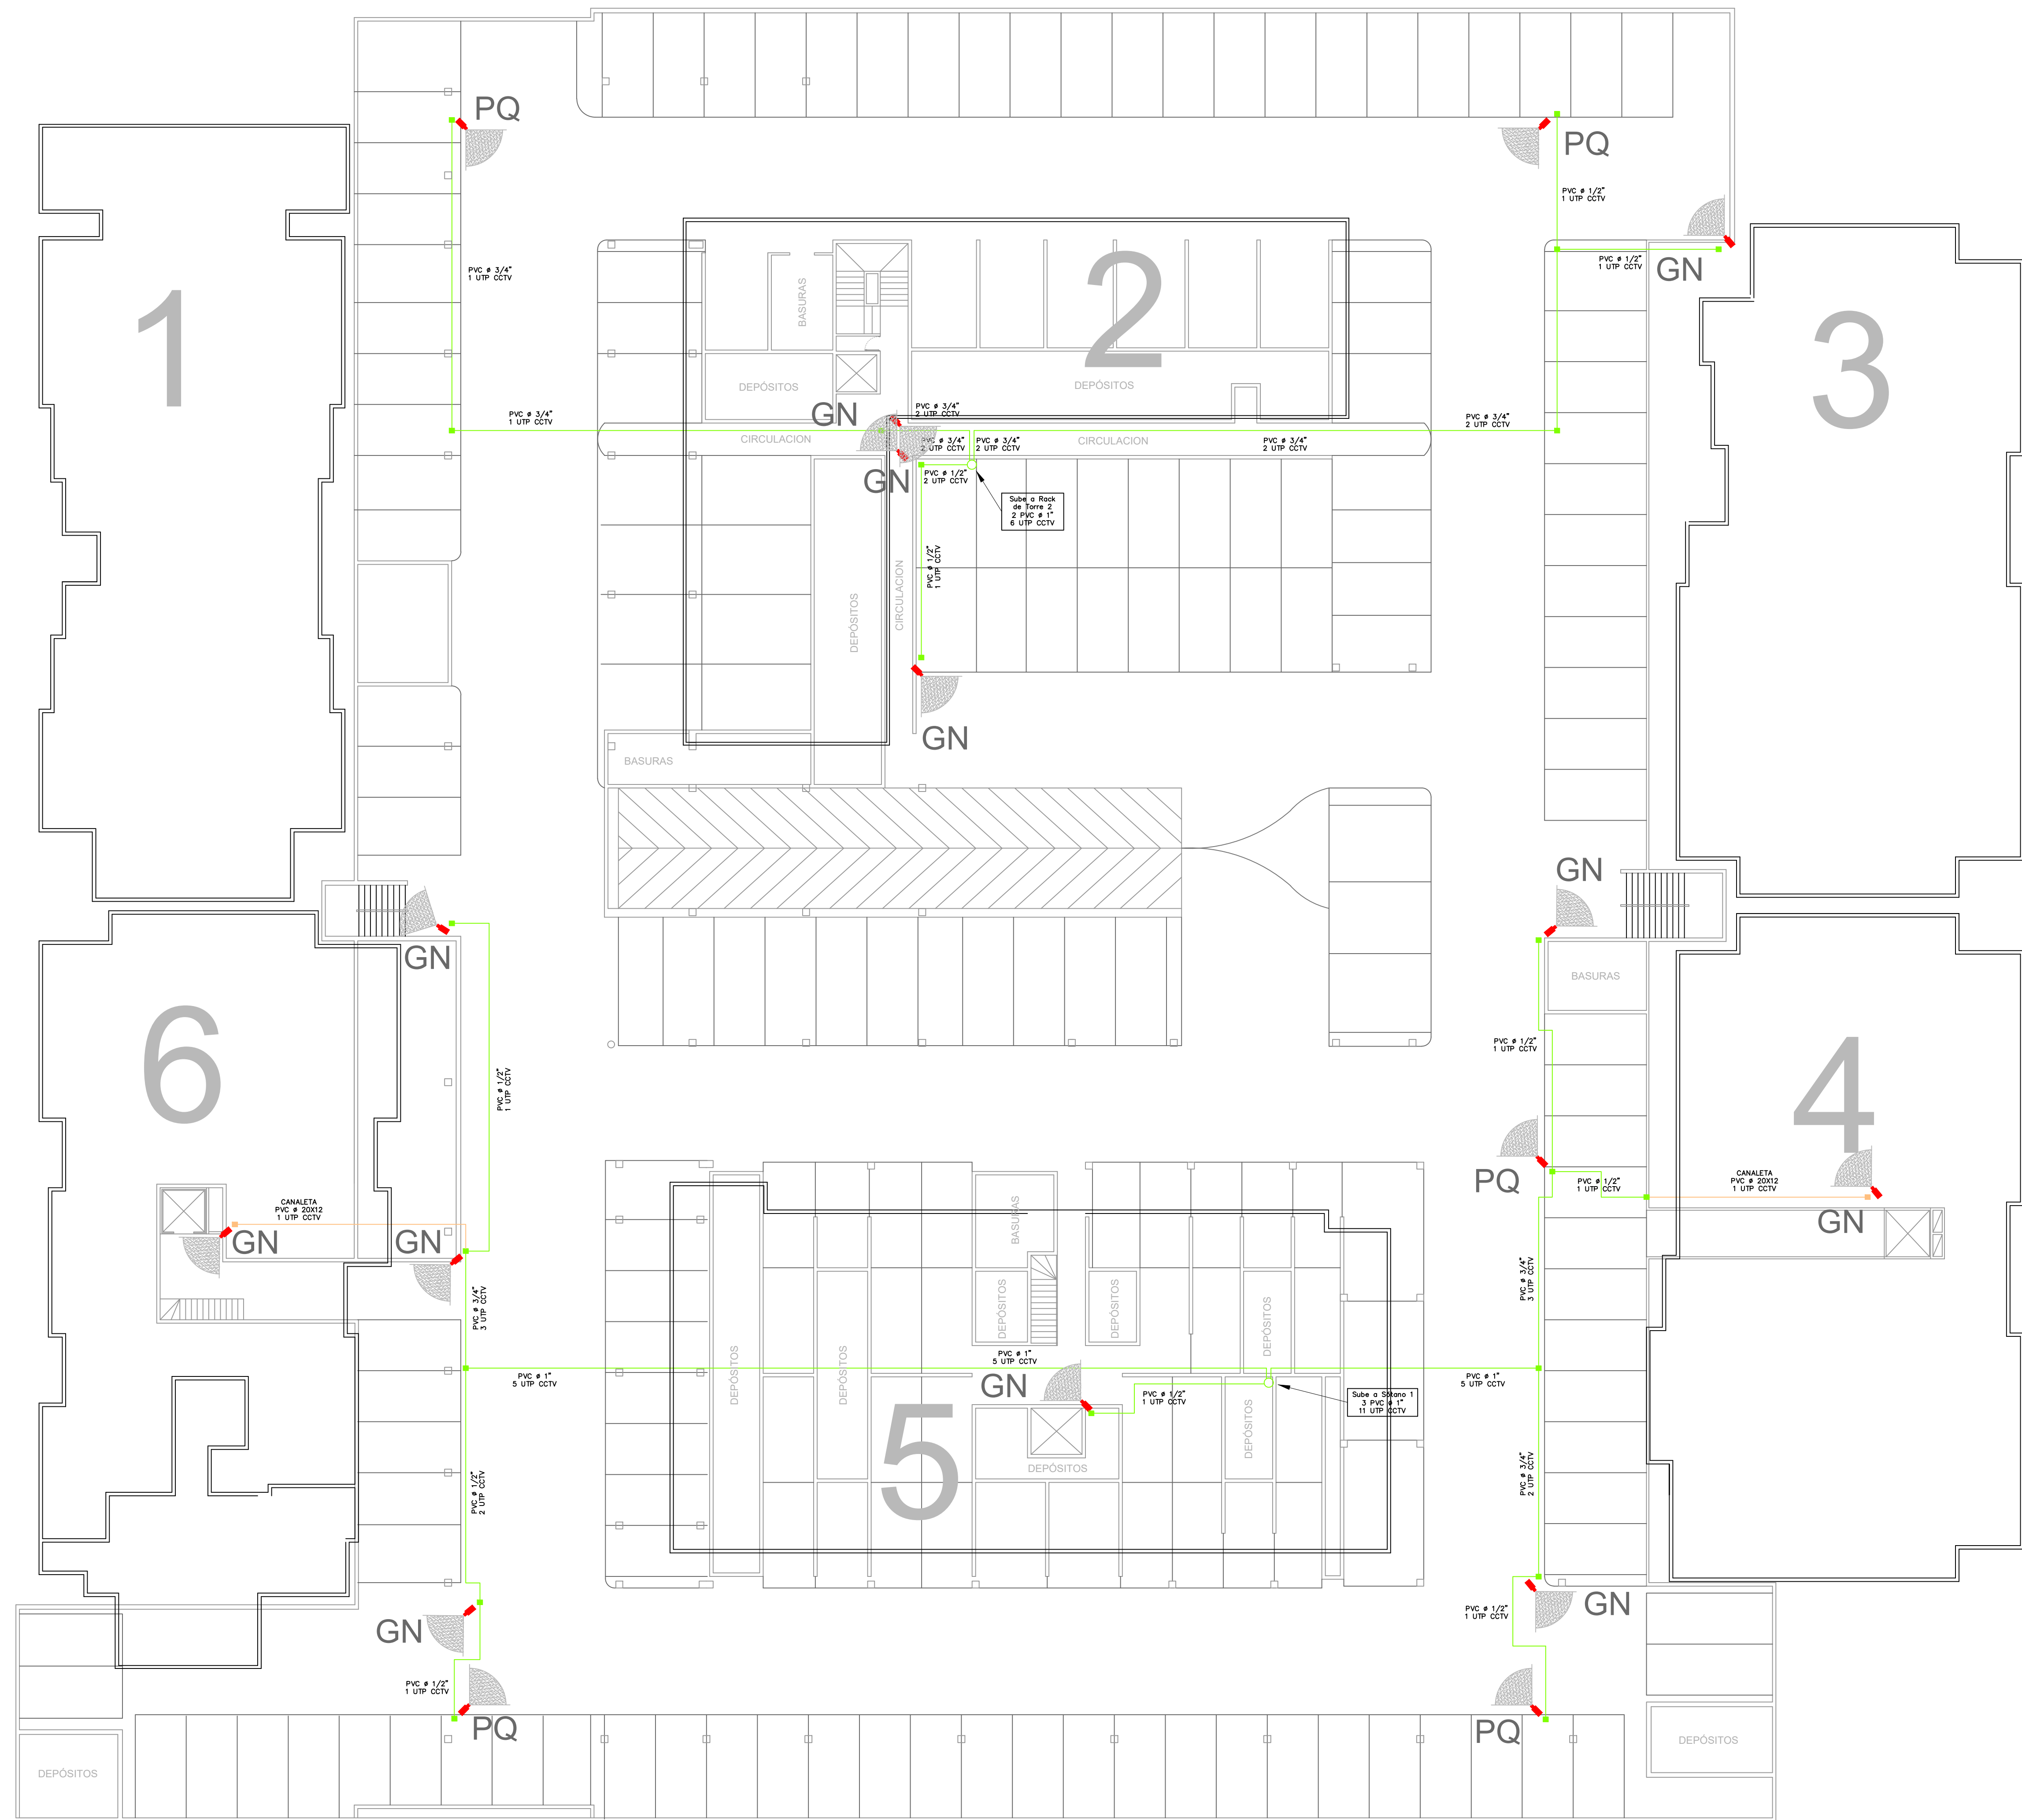 PQ
PQ
PVC ø 1/2"
1 UTP CCTV
PVC ø 3/4"
1 UTP CCTV
PVC ø 1/2"
1 UTP CCTV
GN
1
2
3
BASURAS
DEPÓSITOS
DEPÓSITOS
GN
PVC ø 3/4"
1 UTP CCTV
PVC ø 3/4"
2 UTP CCTV
PVC ø 3/4"
2 UTP CCTV
CIRCULACION
PVC ø 3/4"
2 UTP CCTV
PVC ø 3/4"
2 UTP CCTV
CIRCULACION
PVC ø 3/4"
2 UTP CCTV
GN
PVC ø 1/2"
2 UTP CCTV
Sube a Rack
de Torre 2
2 PVC ø 1"
6 UTP CCTV
PVC ø 1/2"
1 UTP CCTV
CIRCULACION
DEPÓSITOS
GN
BASURAS
GN
GN
BASURAS
6
4
PVC ø 1/2"
1 UTP CCTV
PVC ø 1/2"
1 UTP CCTV
PQ
PVC ø 1/2"
1 UTP CCTV
CANALETA
PVC ø 20X12
1 UTP CCTV
GN
CANALETA
PVC ø 20X12
1 UTP CCTV
GN
GN
BASURAS
DEPÓSITOS
DEPÓSITOS
DEPÓSITOS
PVC ø 3/4"
3 UTP CCTV
PVC ø 3/4"
3 UTP CCTV
PVC ø 1"
5 UTP CCTV
PVC ø 1"
5 UTP CCTV
PVC ø 1"
5 UTP CCTV
DEPÓSITOS
DEPÓSITOS
GN
PVC ø 1/2"
1 UTP CCTV
Sube a Sótano 1
3 PVC ø 1"
11 UTP CCTV
5
DEPÓSITOS
DEPÓSITOS
PVC ø 1/2"
2 UTP CCTV
PVC ø 3/4"
2 UTP CCTV
GN
PVC ø 1/2"
1 UTP CCTV
GN
PVC ø 1/2"
1 UTP CCTV
PQ
PQ
DEPÓSITOS
DEPÓSITOS